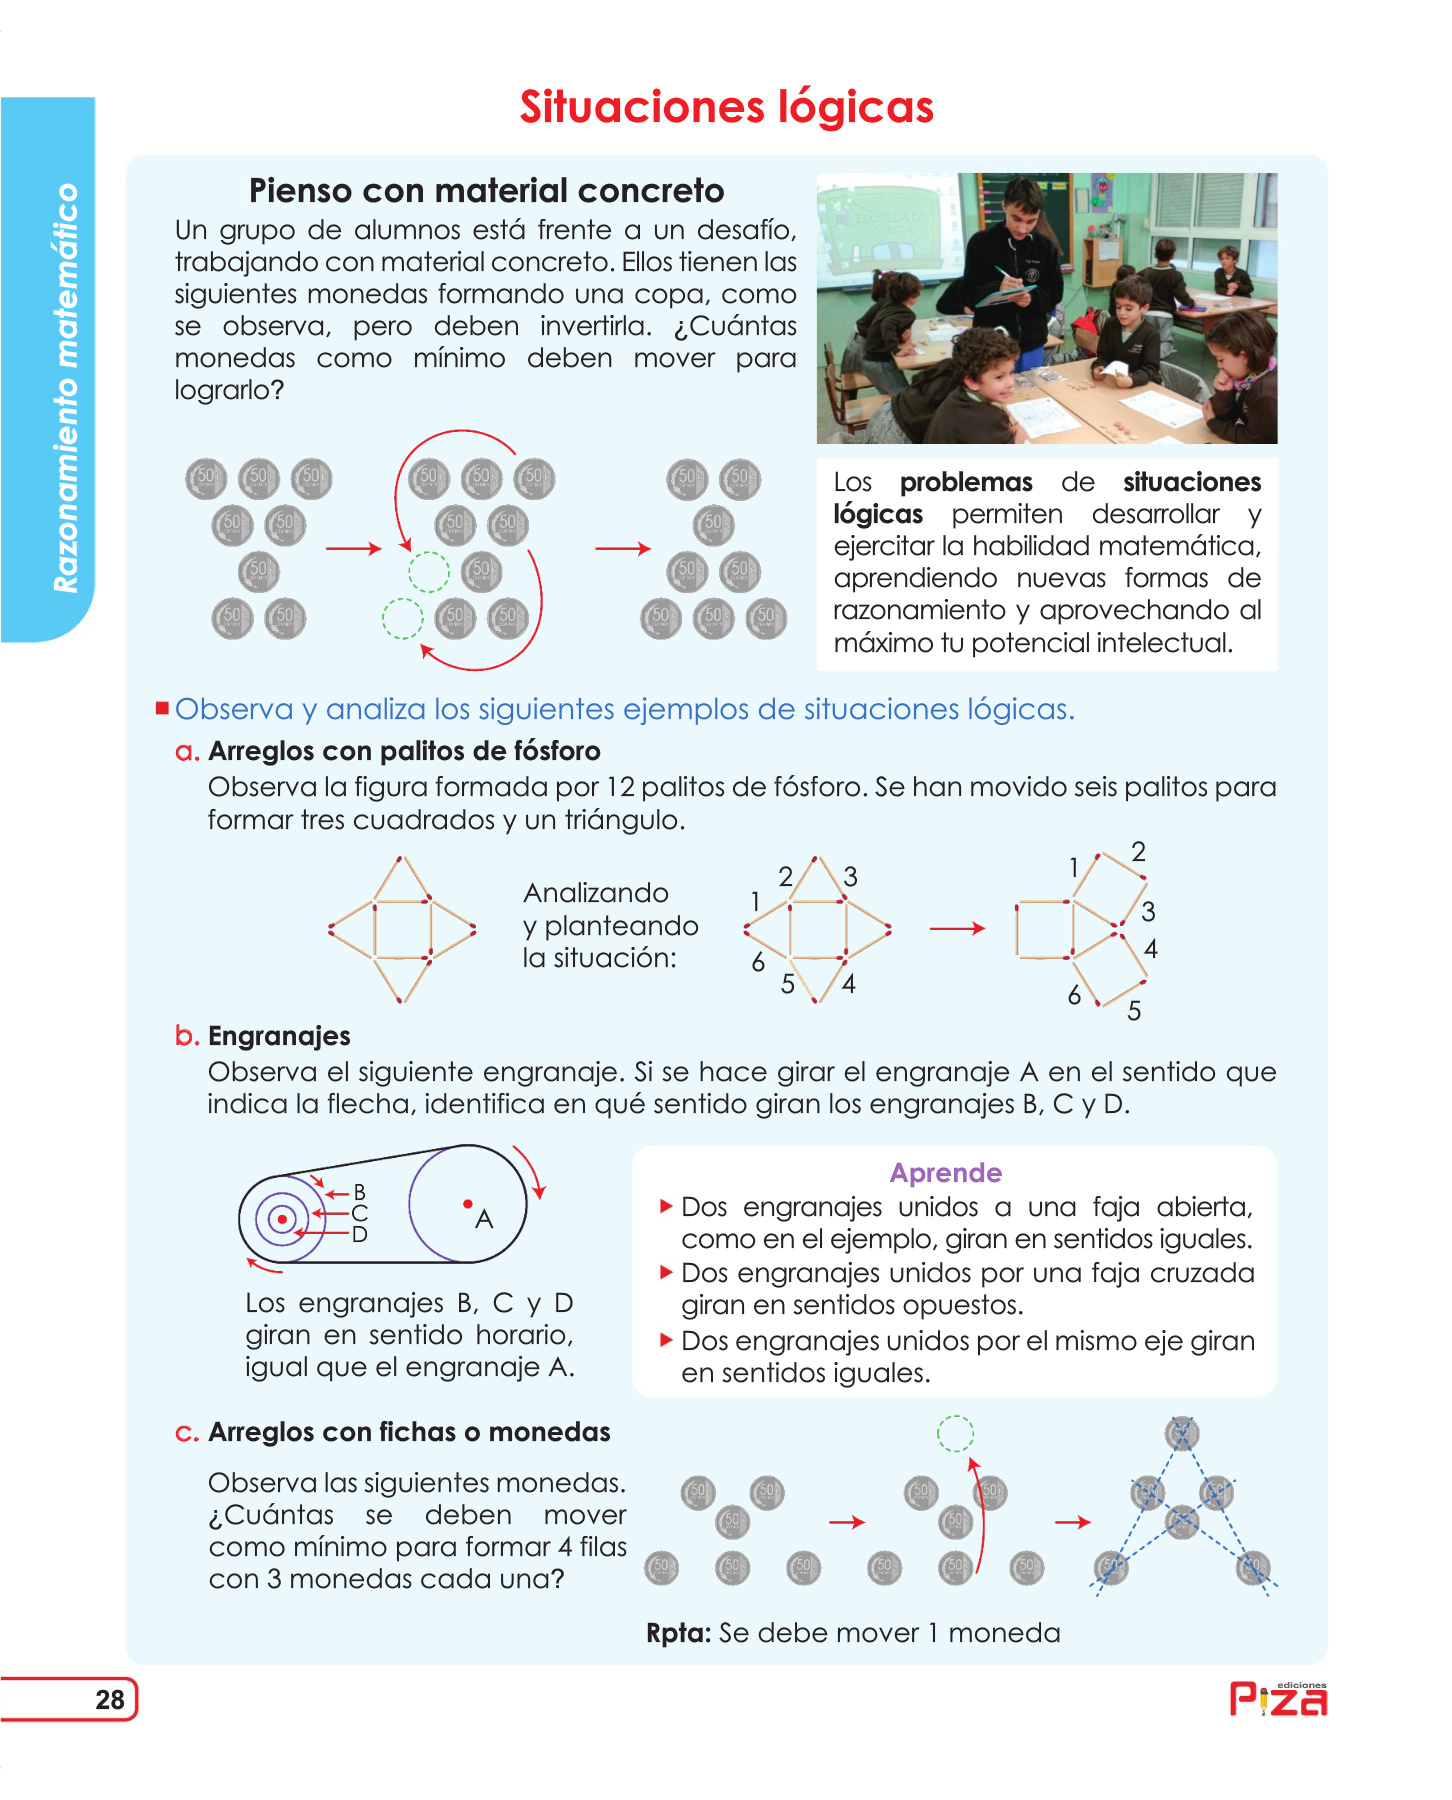 Situaciones lógicas
Razonamiento matemático
Pienso con material concreto
Un grupo de alumnos está frente a un desafío,
trabajando con material concreto. Ellos tienen las
siguientes monedas formando una copa, como
se observa, pero deben invertirla. ¿Cuántas
monedas como mínimo deben mover para
lograrlo?
50 50 50 50 50 50 50 50
50 50 50 50 50 50 50 50
50 50 50 50 50 50 50 50
Los problemas de situaciones
lógicas permiten desarrollar y
ejercitar la habilidad matemática,
aprendiendo nuevas formas de
razonamiento y aprovechando al
máximo tu potencial intelectual.
Observa y analiza los siguientes ejemplos de situaciones lógicas.
a. Arreglos con palitos de fósforo
Observa la figura formada por 12 palitos de fósforo. Se han movido seis palitos para
formar tres cuadrados y un triángulo.
Analizando
y planteando
la situación:
1 2 3 4 5 6
1 2 3 4 5 6
b. Engranajes
Observa el siguiente engranaje. Si se hace girar el engranaje A en el sentido que
indica la flecha, identifica en qué sentido giran los engranajes B, C y D.
B
C
D
A
Los engranajes B, C y D
giran en sentido horario,
igual que el engranaje A.
Aprende
Dos engranajes unidos a una faja abierta,
como en el ejemplo, giran en sentidos iguales.
Dos engranajes unidos por una faja cruzada
giran en sentidos opuestos.
Dos engranajes unidos por el mismo eje giran
en sentidos iguales.
c. Arreglos con fichas o monedas
Observa las siguientes monedas.
¿Cuántas se deben mover
como mínimo para formar 4 filas
con 3 monedas cada una?
50 50 50 50 50 50
50 50 50 50 50 50
50 50 50 50 50 50
Rpta: Se debe mover 1 moneda
28
ediciones
Piza